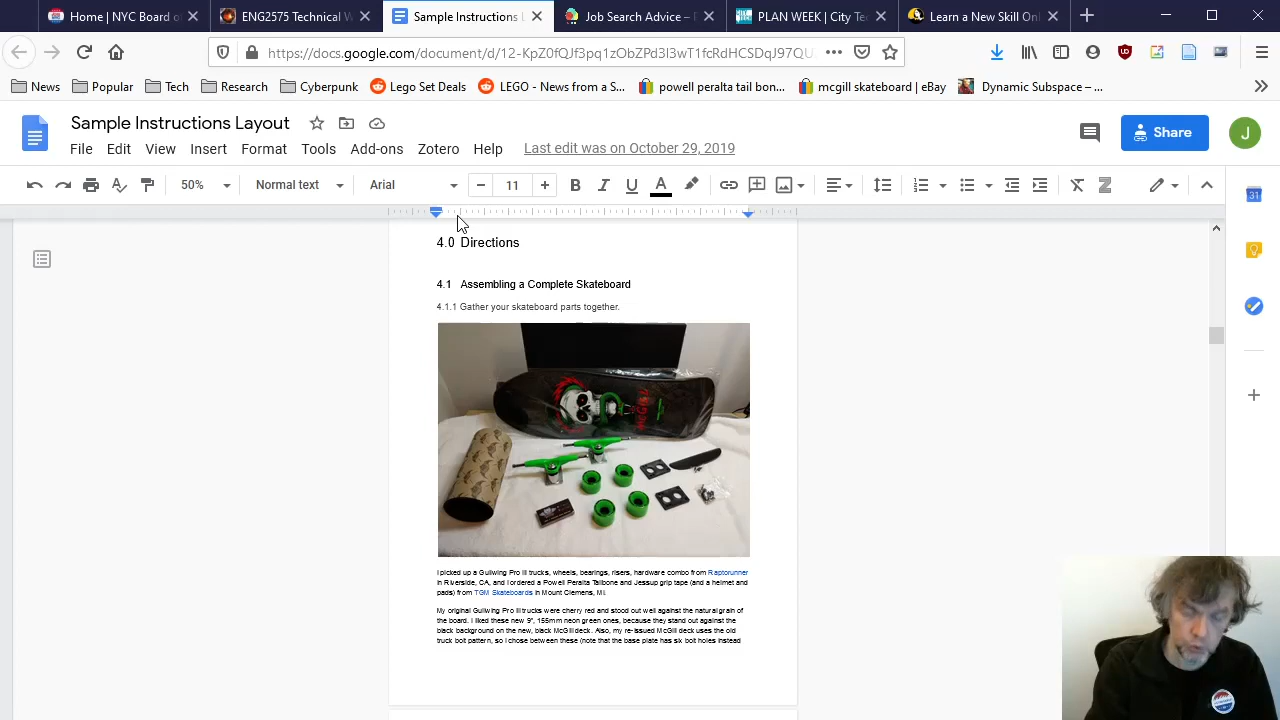 Home | NYC Board o
ENG2575 Technical W
Sample Instructions L
Job Search Advice –
PLAN WEEK | City Te
Learn a New Skill Onl
https://docs.google.com/document/d/12-KpZ0fQJf3pq1zObZPd3I3wT1fcRdHCSDqJ97QU
News
Popular
Tech
Research
Cyberpunk
Lego Set Deals
LEGO - News from a S...
powell peralta tail bon...
mcgill skateboard | eBay
Dynamic Subspace – ...
Sample Instructions Layout
Share
J
File Edit View Insert Format Tools Add-ons Zotero Help Last edit was on October 29, 2019
50% Normal text Arial 11 B I U A
31
4.0 Directions
4.1 Assembling a Complete Skateboard
4.1.1 Gather your skateboard parts together.
I picked up a Gullwing Pro III trucks, wheels, bearings, risers, hardware combo from Raptorunner
in Riverside, CA, and I ordered a Powell Peralta Tailbone and Jessup grip tape (and a helmet and
pads) from TGM Skateboards in Mount Clemens, MI.
My original Gullwing Pro III trucks were cherry red and stood out well against the natural grain of
the board. I liked these new 9", 155mm neon green ones, because they stand out against the
black background on the new, black McGill deck. Also, my re-issued McGill deck uses the old
truck bolt pattern, so I chose between these (note that the base plate has six bolt holes instead